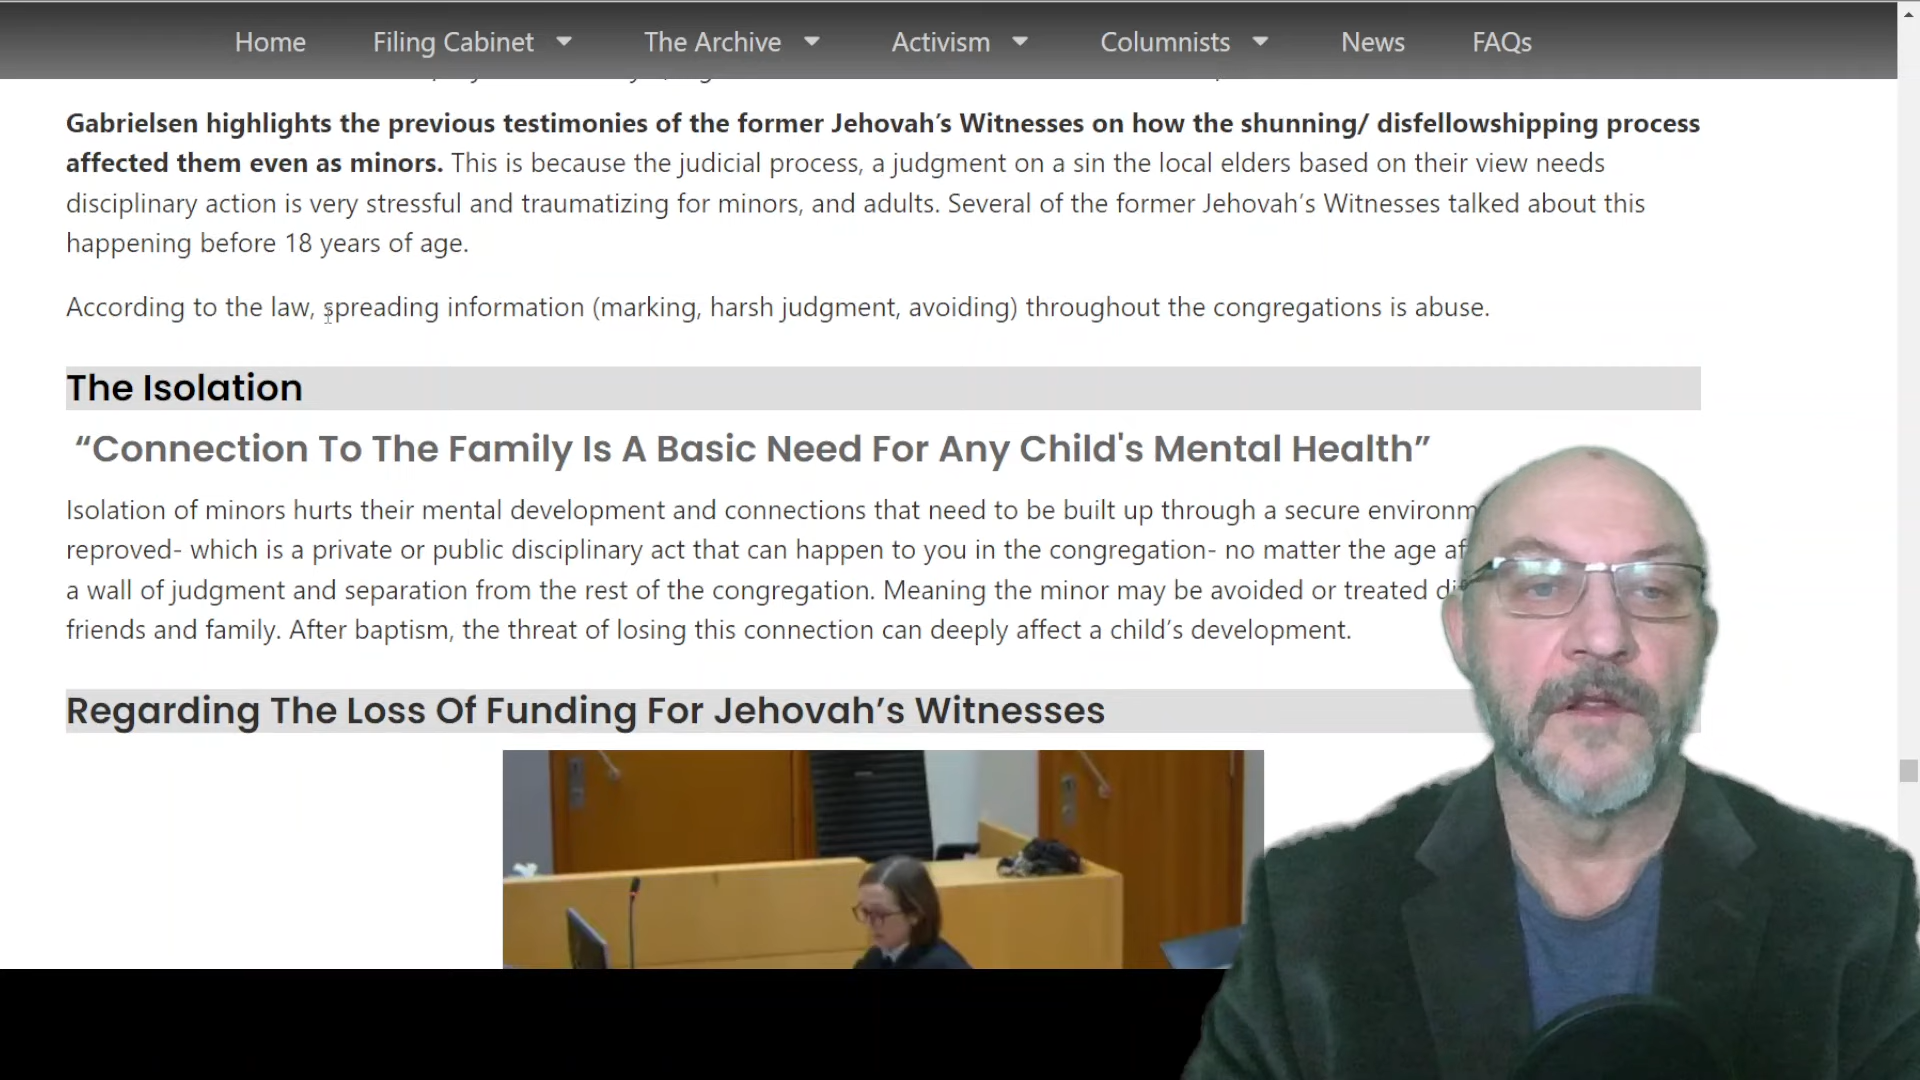 Home Filing Cabinet The Archive Activism Columnists News FAQs
Gabrielsen highlights the previous testimonies of the former Jehovah’s Witnesses on how the shunning/ disfellowshipping process
affected them even as minors. This is because the judicial process, a judgment on a sin the local elders based on their view needs
disciplinary action is very stressful and traumatizing for minors, and adults. Several of the former Jehovah’s Witnesses talked about this
happening before 18 years of age.
According to the law, spreading information (marking, harsh judgment, avoiding) throughout the congregations is abuse.
The Isolation
“Connection To The Family Is A Basic Need For Any Child's Mental Health”
Isolation of minors hurts their mental development and connections that need to be built up through a secure
reproved- which is a private or public disciplinary act that can happen to you in the congregation- no matter the age
a wall of judgment and separation from the rest of the congregation. Meaning the minor may be avoided or treated
friends and family. After baptism, the threat of losing this connection can deeply affect a child’s development.
Regarding The Loss Of Funding For Jehovah’s Witnesses